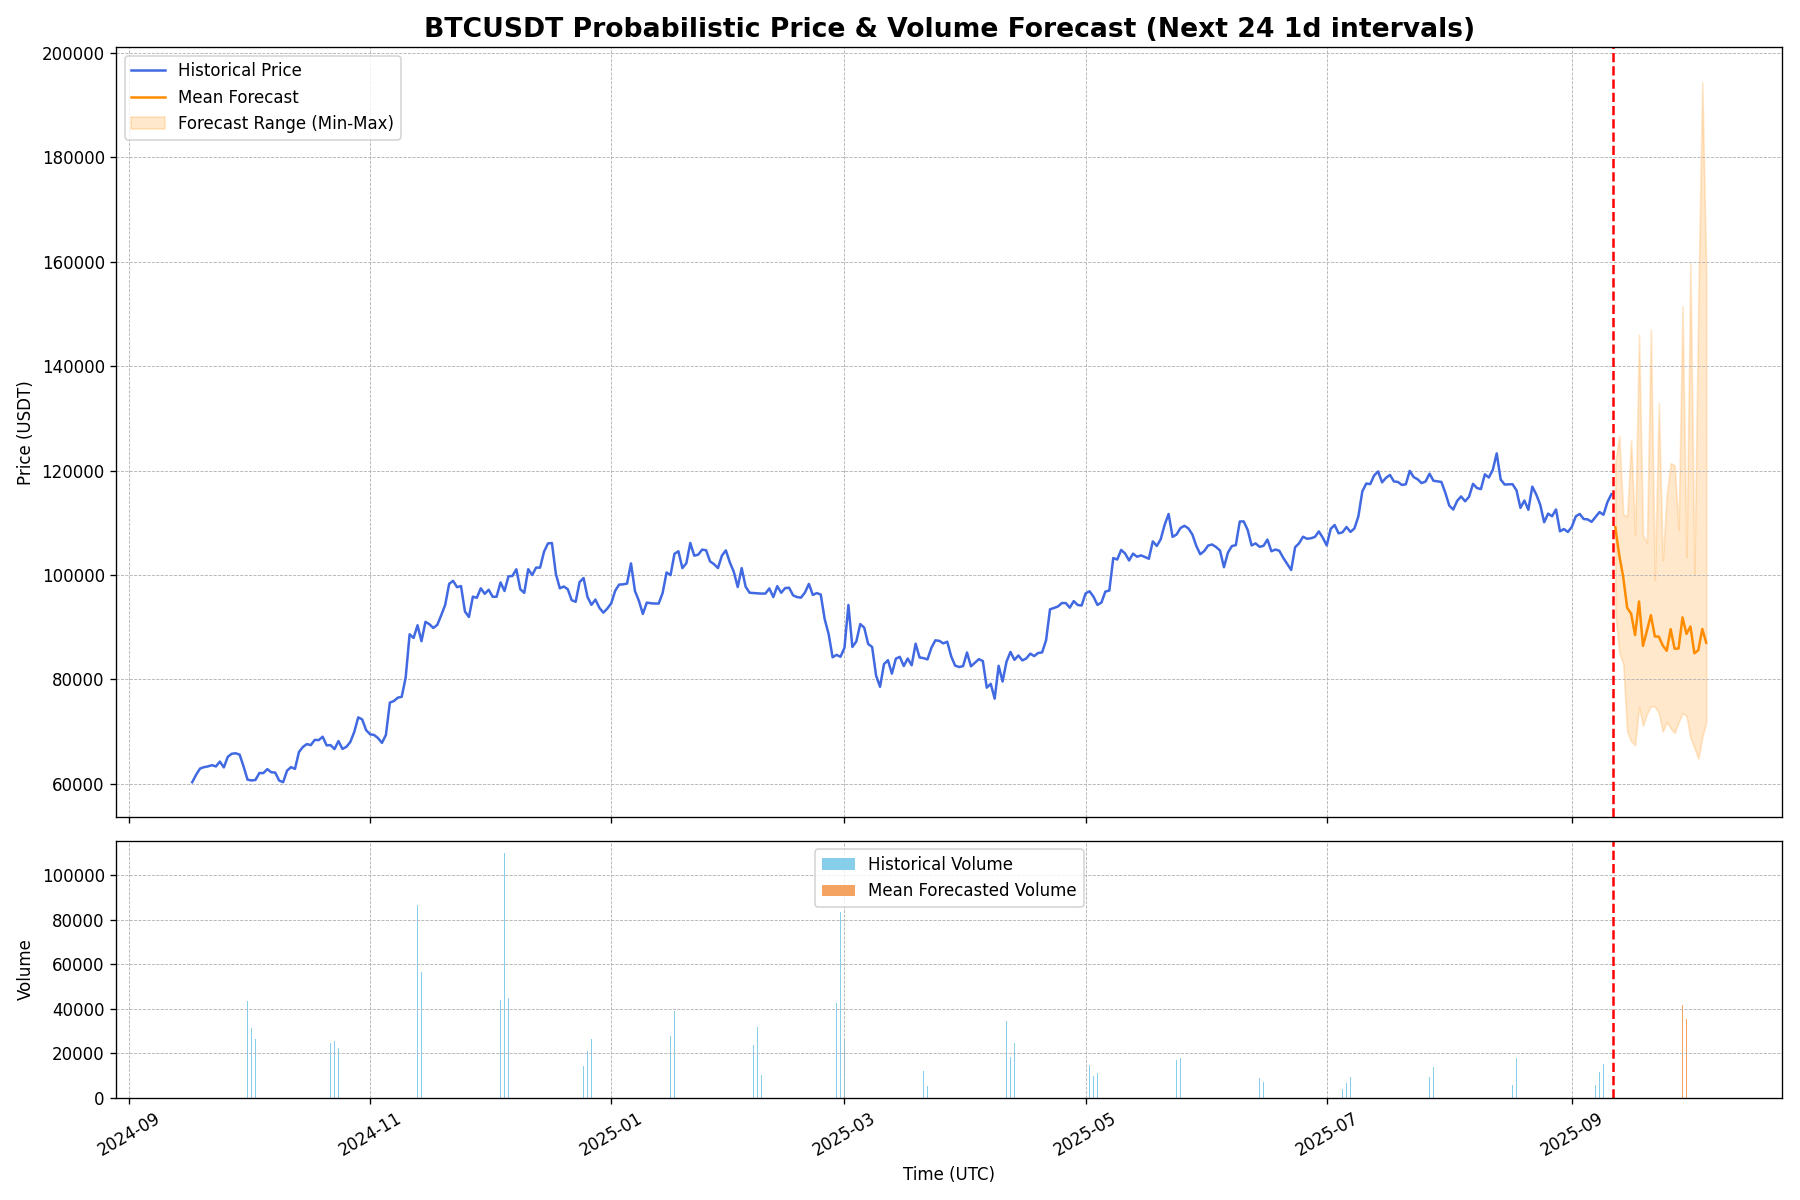 BTCUSDT Probabilistic Price & Volume Forecast (Next 24 1d intervals)
Historical Price
Mean Forecast
Forecast Range (Min-Max)
200000
180000
160000
140000
120000
100000
80000
60000
Price (USDT)
Historical Volume
Mean Forecasted Volume
100000
80000
60000
40000
20000
0
Volume
2024-09
2024-11
2025-01
2025-03
2025-05
2025-07
2025-09
Time (UTC)